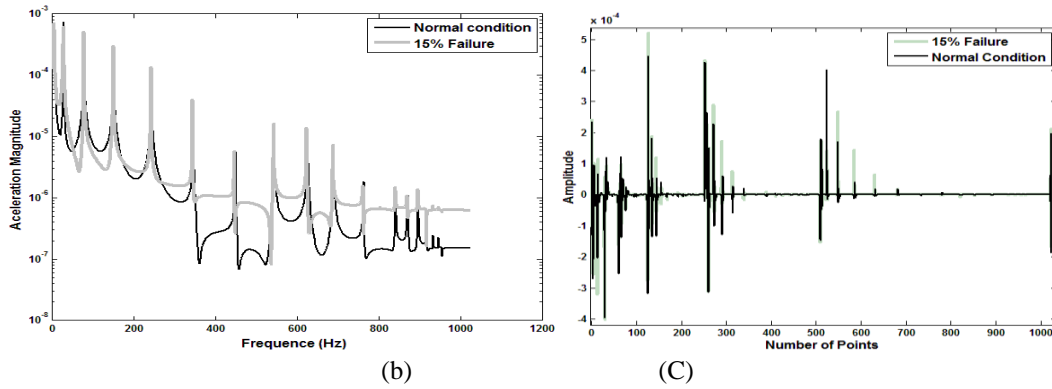 10⁻³
10⁻⁴
10⁻⁵
10⁻⁶
10⁻⁷
10⁻⁸
Aceleration Magnitude
Normal condition
15% Failure
0 200 400 600 800 1000 1200
Frequence (Hz)
(b)
x 10⁻⁴
5
4
3
2
1
0
-1
-2
-3
-4
Amplitude
15% Failure
Normal Condition
0 100 200 300 400 500 600 700 800 900 1000
Number of Points
(C)